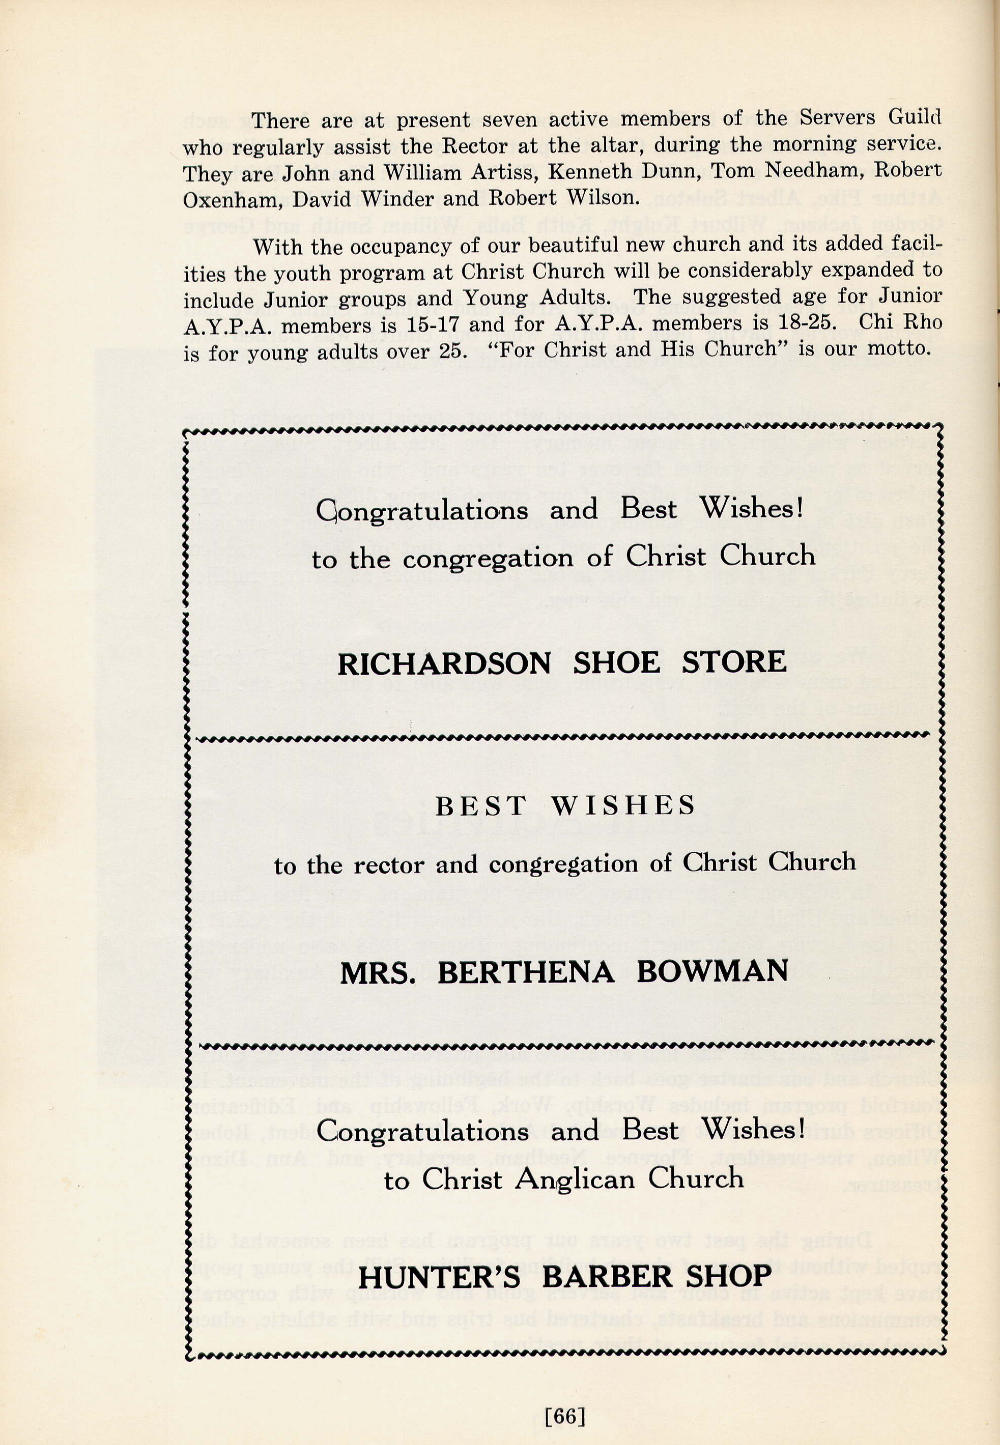 There are at present seven active members of the Servers Guild
who regularly assist the Rector at the altar, during the morning service.
They are John and William Artiss, Kenneth Dunn, Tom Needham, Robert
Oxenham, David Winder and Robert Wilson.
With the occupancy of our beautiful new church and its added facil-
ities the youth program at Christ Church will be considerably expanded to
include Junior groups and Young Adults. The suggested age for Junior
A.Y.P.A. members is 15-17 and for A.Y.P.A. members is 18-25. Chi Rho
is for young adults over 25. “For Christ and His Church” is our motto.
Congratulations and Best Wishes!
to the congregation of Christ Church
RICHARDSON SHOE STORE
BEST WISHES
to the rector and congregation of Christ Church
MRS. BERTHENA BOWMAN
Congratulations and Best Wishes!
to Christ Anglican Church
HUNTER’S BARBER SHOP
[66]